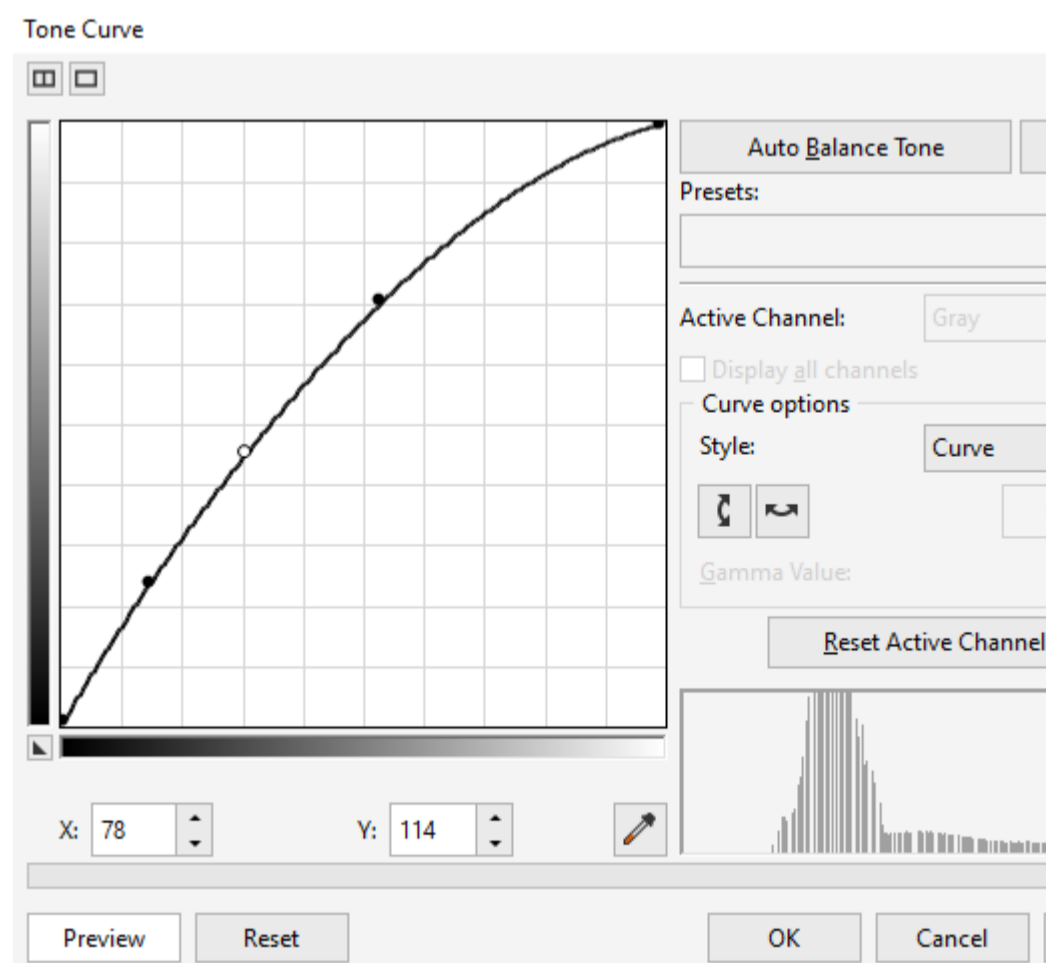 Tone Curve
Auto Balance Tone
Presets:
Active Channel:
Gray
Display all channels
Curve options
Style:
Curve
Gamma Value:
Reset Active Channel
X:
78
Y:
114
Preview
Reset
OK
Cancel